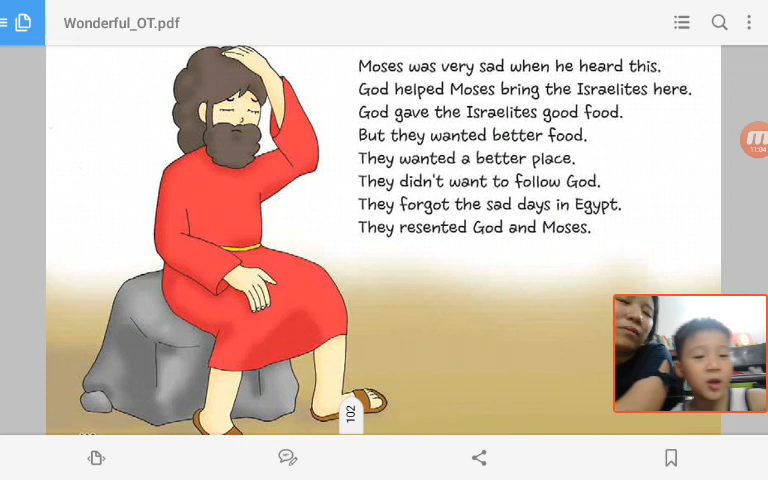 Wonderful_OT.pdf
Moses was very sad when he heard this.
God helped Moses bring the Israelites here.
God gave the Israelites good food.
But they wanted better food.
They wanted a better place.
They didn't want to follow God.
They forgot the sad days in Egypt.
They resented God and Moses.
11:04
102